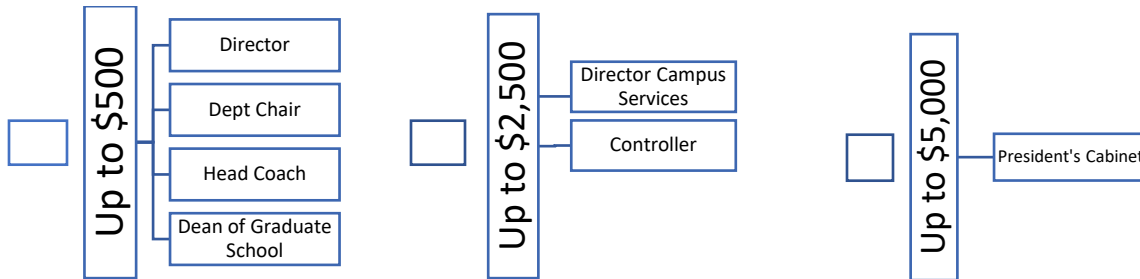 Up to $500
Director
Dept Chair
Head Coach
Dean of Graduate
School
Up to $2,500
Director Campus
Services
Controller
Up to $5,000
President's Cabinet